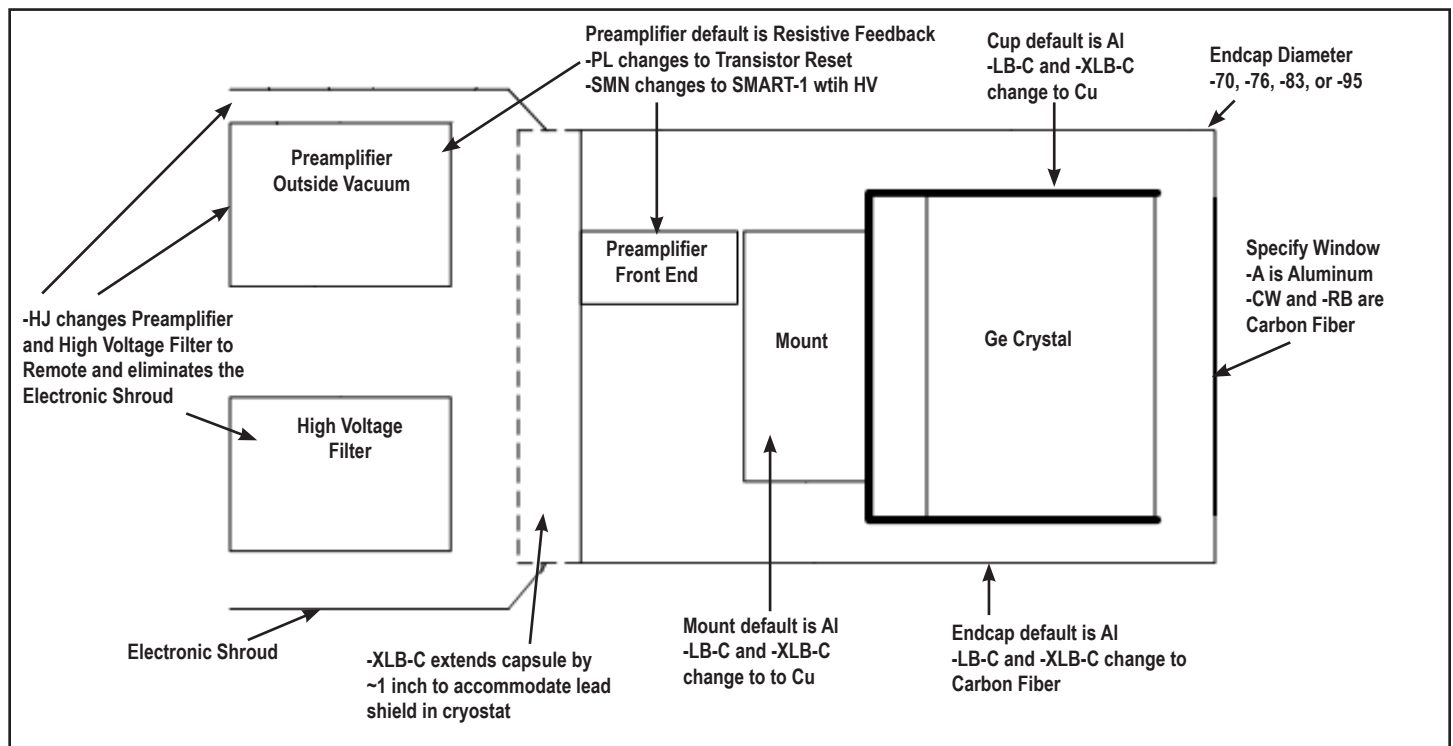 Preamplifier default is Resistive Feedback
-PL changes to Transistor Reset
-SMN changes to SMART-1 wtih HV
Cup default is Al
-LB-C and -XLB-C
change to Cu
Endcap Diameter
-70, -76, -83, or -95
Preamplifier
Outside Vacuum
Preamplifier
Front End
Mount
Ge Crystal
Specify Window
-A is Aluminum
-CW and -RB are
Carbon Fiber
-HJ changes Preamplifier
and High Voltage Filter to
Remote and eliminates the
Electronic Shroud
High Voltage
Filter
Electronic Shroud
-XLB-C extends capsule by
~1 inch to accommodate lead
shield in cryostat
Mount default is Al
-LB-C and -XLB-C
change to to Cu
Endcap default is Al
-LB-C and -XLB-C change to
Carbon Fiber